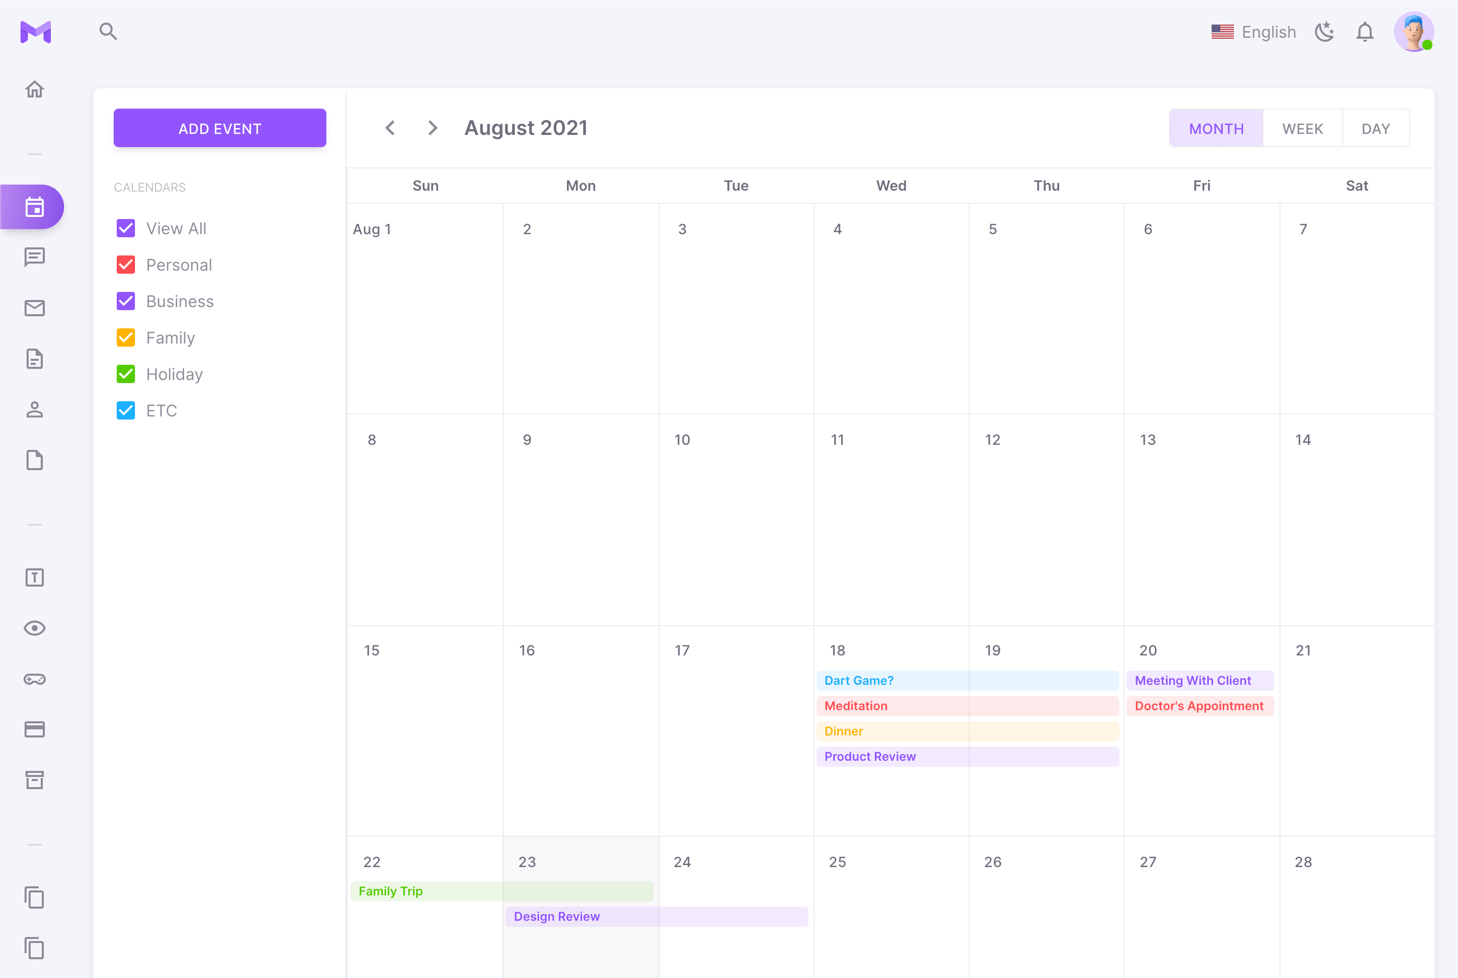 English
ADD EVENT
August 2021
MONTH WEEK DAY
CALENDARS
View All
Personal
Business
Family
Holiday
ETC
Sun Mon Tue Wed Thu Fri Sat
Aug 1 2 3 4 5 6 7
8 9 10 11 12 13 14
15 16 17 18 19 20 21
Dart Game? Meeting With Client
Meditation Doctor's Appointment
Dinner
Product Review
22 23 24 25 26 27 28
Family Trip
Design Review